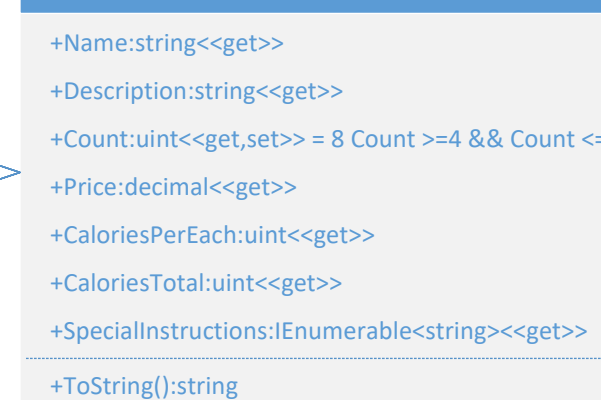 +Name:string<<get>>
+Description:string<<get>>
+Count:uint<<get,set>> = 8 Count >=4 && Count <=
+Price:decimal<<get>>
+CaloriesPerEach:uint<<get>>
+CaloriesTotal:uint<<get>>
+SpecialInstructions:IEnumerable<string><<get>>
+ToString():string